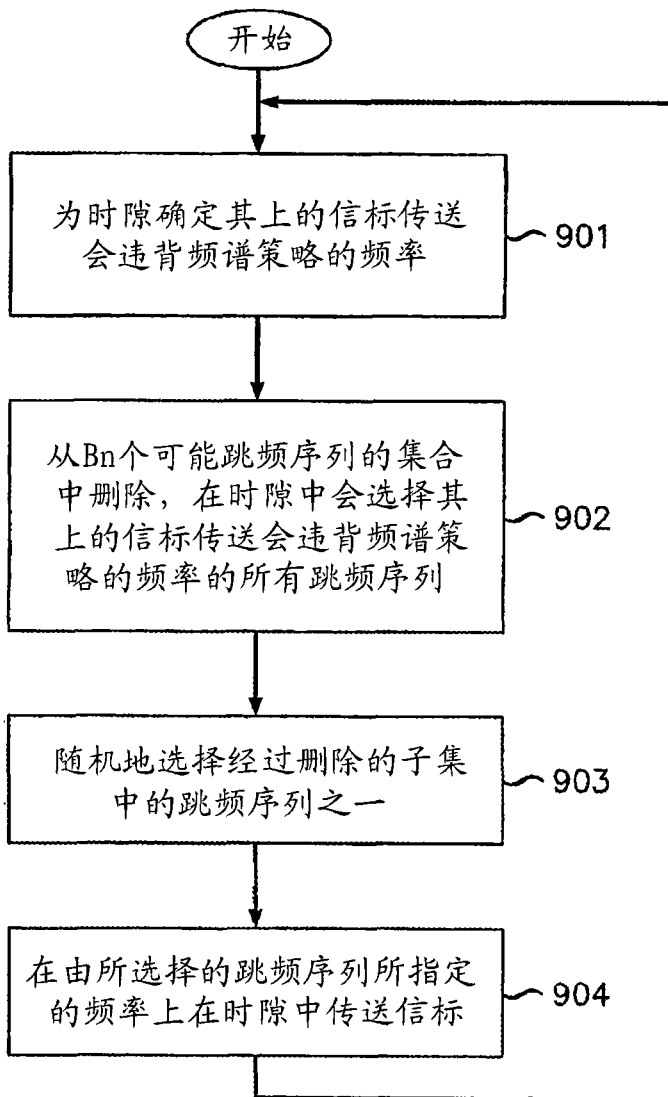 开始
为时隙确定其上的信标传送
会违背频谱策略的频率
901
从Bn个可能跳频序列的集合
中删除，在时隙中会选择其
上的信标传送会违背频谱策
略的频率的所有跳频序列
902
随机地选择经过删除的子集
中的跳频序列之一
903
在由所选择的跳频序列所指定
的频率上在时隙中传送信标
904